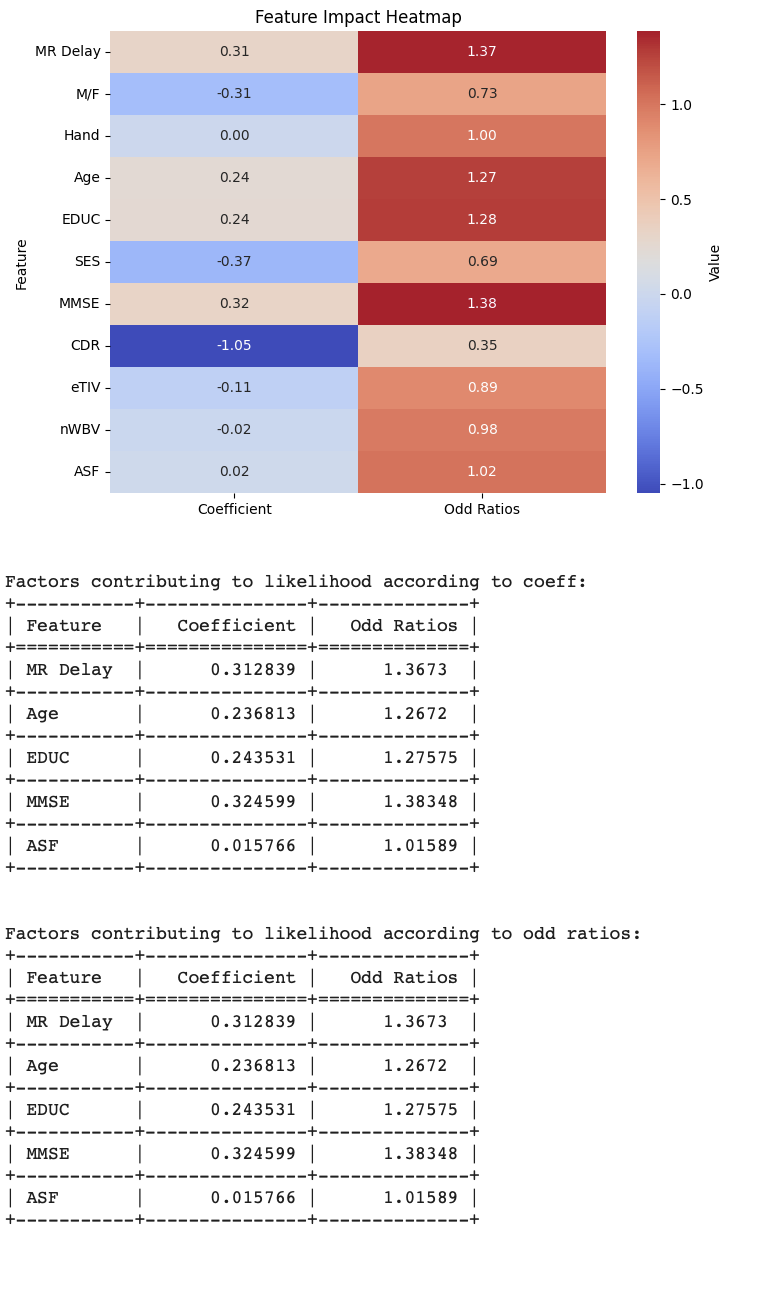 Feature Impact Heatmap
MR Delay 0.31 1.37
M/F -0.31 0.73
Hand 0.00 1.00
Age 0.24 1.27
EDUC 0.24 1.28
SES -0.37 0.69
MMSE 0.32 1.38
CDR -1.05 0.35
eTIV -0.11 0.89
nWBV -0.02 0.98
ASF 0.02 1.02
Coefficient Odd Ratios
Feature
1.0
0.5
0.0
−0.5
−1.0
Value
Factors contributing to likelihood according to coeff:
+-----------+---------------+--------------+
| Feature   |   Coefficient |   Odd Ratios |
+===========+===============+==============+
| MR Delay  |      0.312839 |      1.3673  |
+-----------+---------------+--------------+
| Age       |      0.236813 |      1.2672  |
+-----------+---------------+--------------+
| EDUC      |      0.243531 |      1.27575 |
+-----------+---------------+--------------+
| MMSE      |      0.324599 |      1.38348 |
+-----------+---------------+--------------+
| ASF       |      0.015766 |      1.01589 |
+-----------+---------------+--------------+
Factors contributing to likelihood according to odd ratios:
+-----------+---------------+--------------+
| Feature   |   Coefficient |   Odd Ratios |
+===========+===============+==============+
| MR Delay  |      0.312839 |      1.3673  |
+-----------+---------------+--------------+
| Age       |      0.236813 |      1.2672  |
+-----------+---------------+--------------+
| EDUC      |      0.243531 |      1.27575 |
+-----------+---------------+--------------+
| MMSE      |      0.324599 |      1.38348 |
+-----------+---------------+--------------+
| ASF       |      0.015766 |      1.01589 |
+-----------+---------------+--------------+